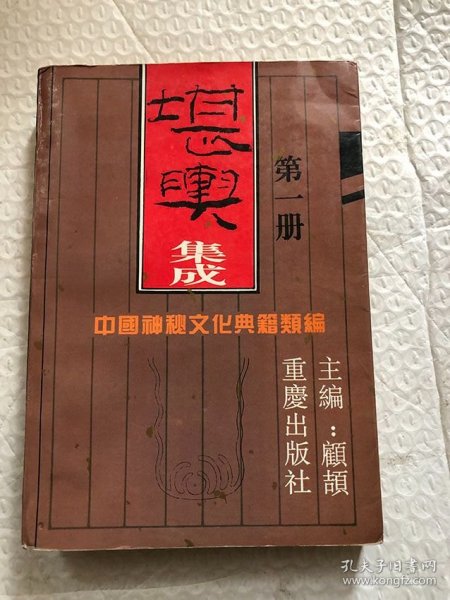 堪輿
集成
第一册
中國神秘文化典籍類編
主編：顧頡
重慶出版社
孔夫子旧书网
www.kongfz.com